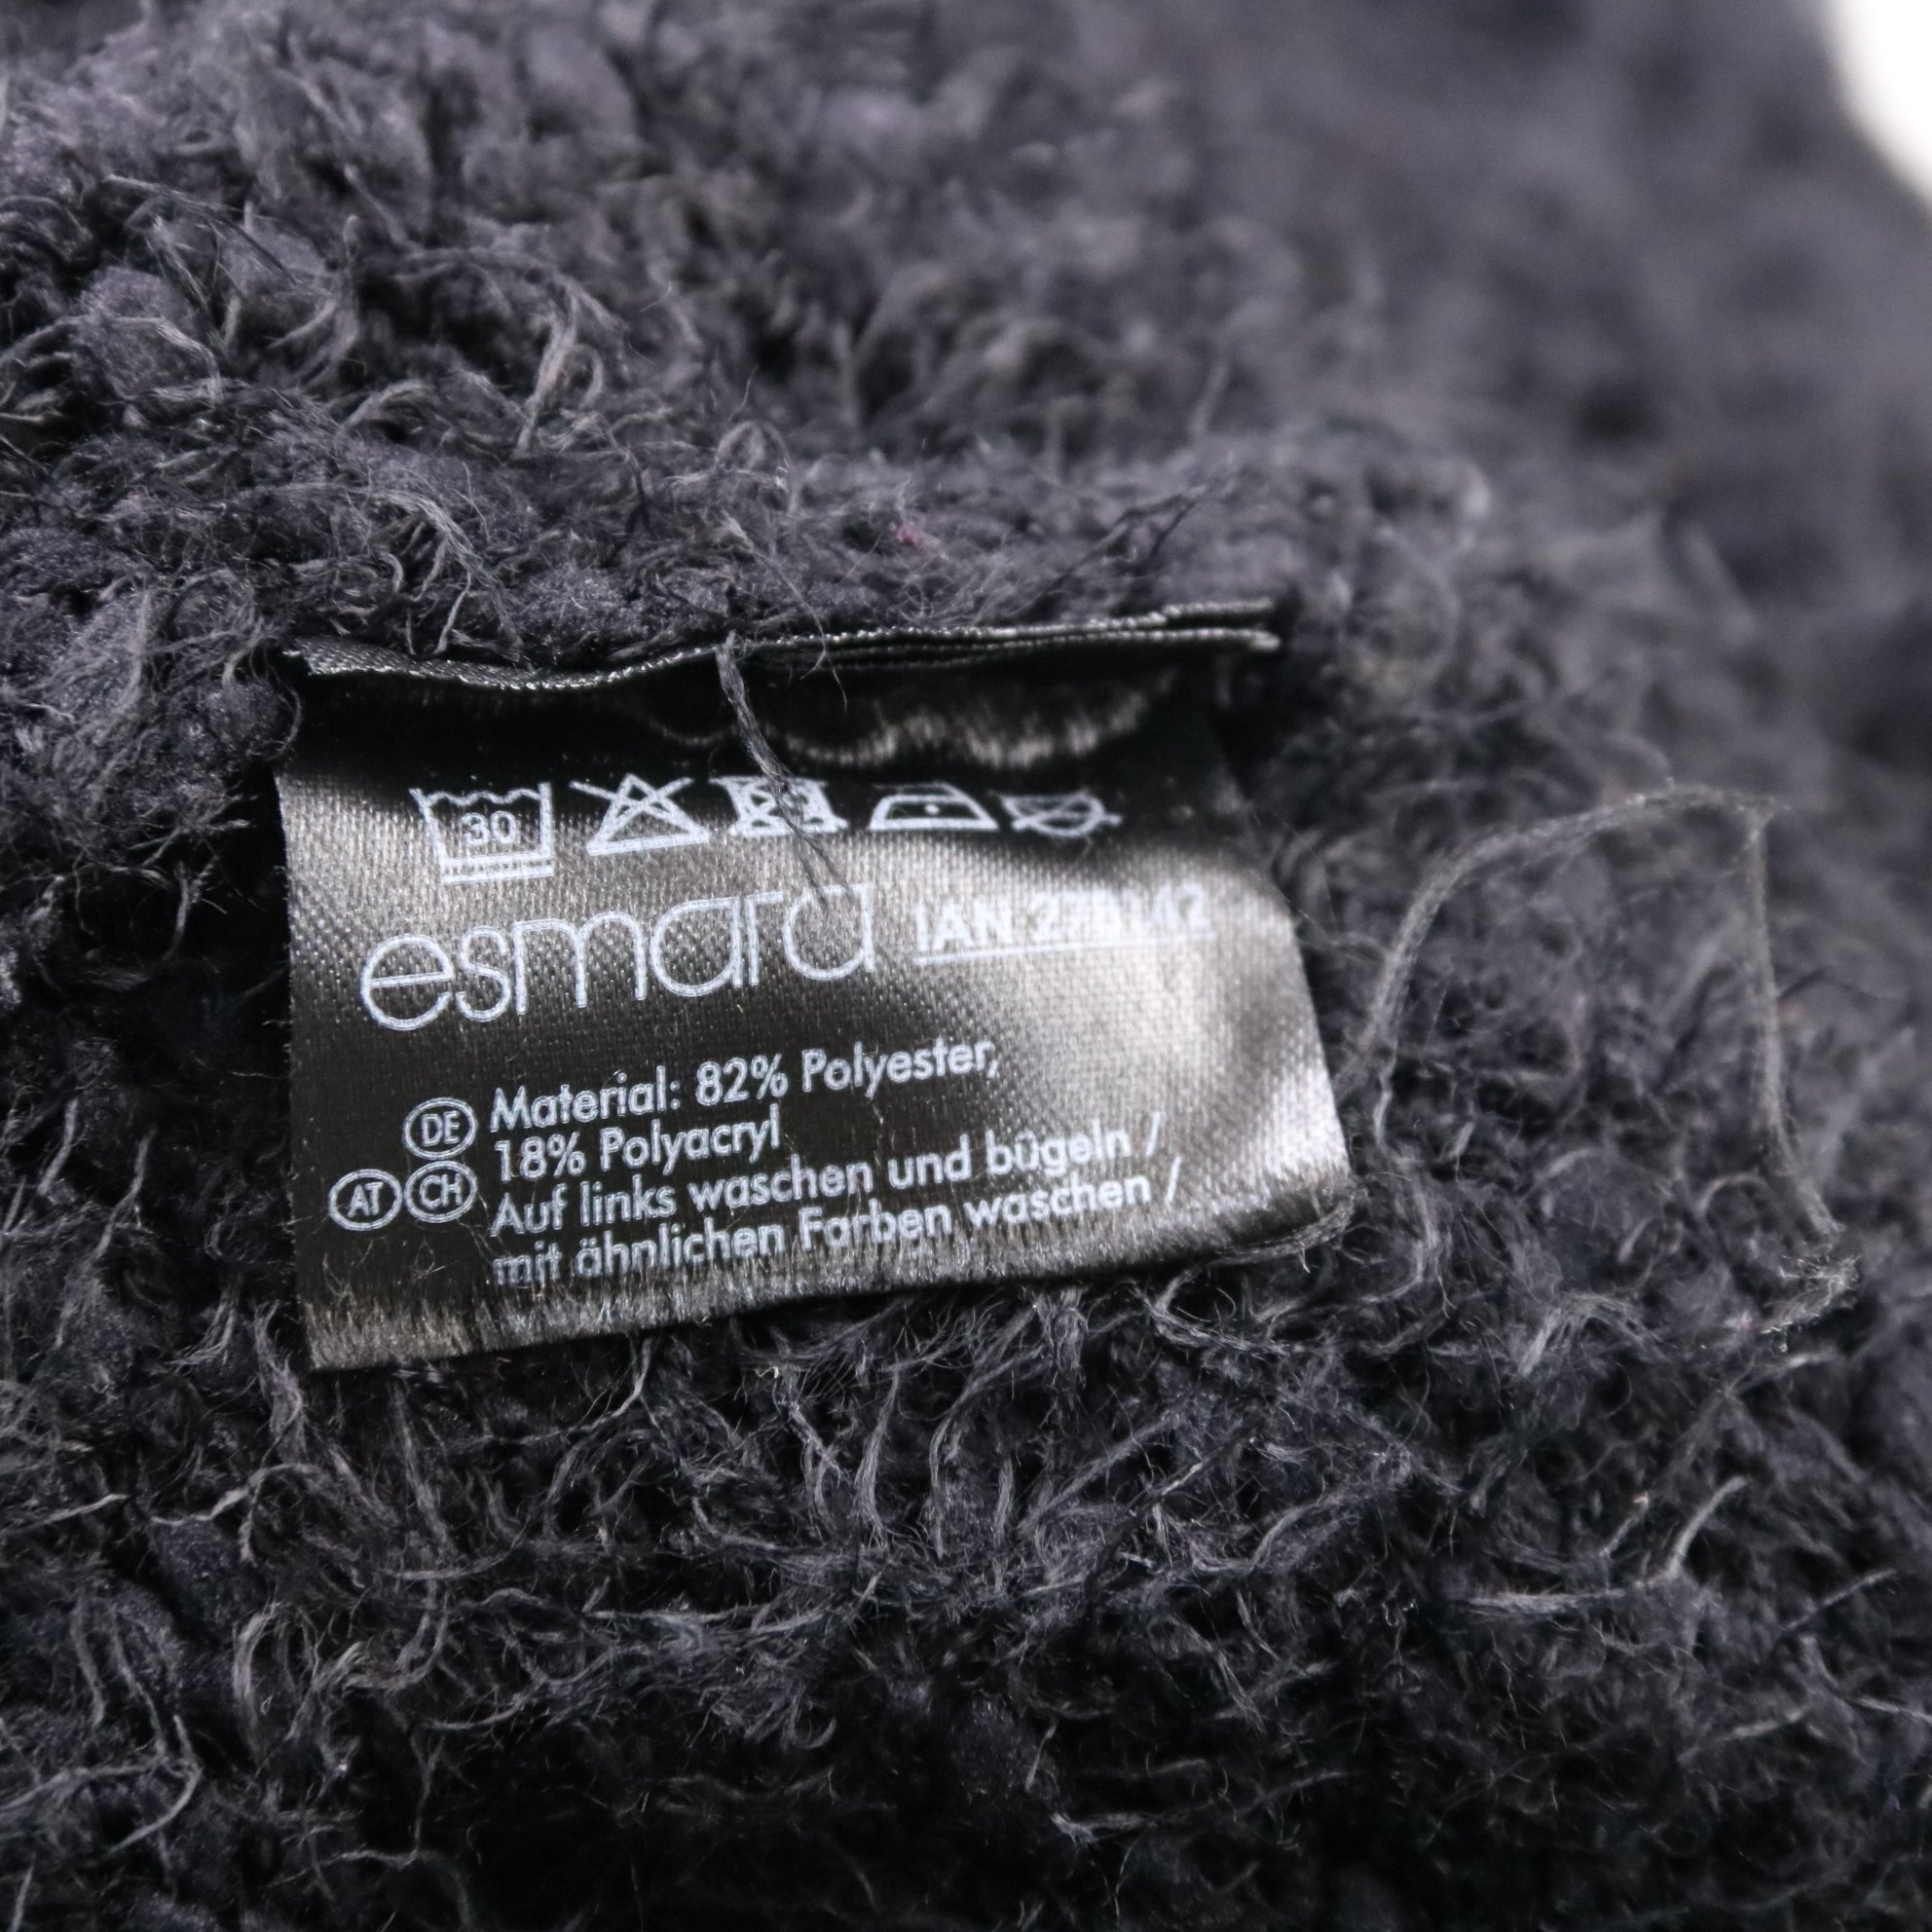 30
esmara IAN
DE Material: 82% Polyester,
18% Polyacryl
AT CH Auf links waschen und bügeln /
mit ähnlichen Farben waschen /